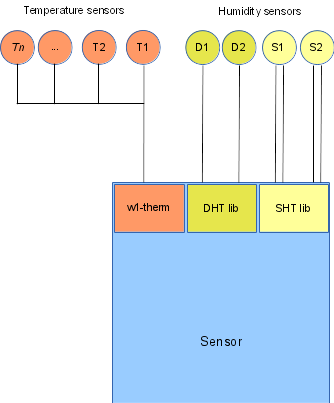 Temperature sensors
Humidity sensors
Tn
...
T2
T1
D1
D2
S1
S2
w1-therm
DHT lib
SHT lib
Sensor